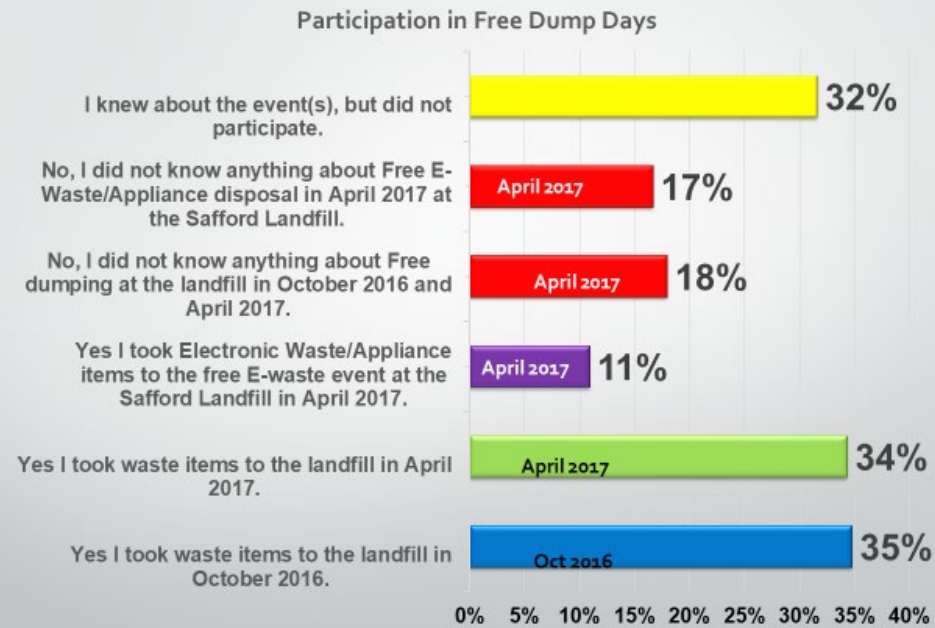 Participation in Free Dump Days
I knew about the event(s), but did not
participate.
32%
No, I did not know anything about Free E-
Waste/Appliance disposal in April 2017 at
the Safford Landfill.
April 2017
17%
No, I did not know anything about Free
dumping at the landfill in October 2016 and
April 2017.
April 2017
18%
Yes I took Electronic Waste/Appliance
items to the free E-waste event at the
Safford Landfill in April 2017.
April 2017
11%
Yes I took waste items to the landfill in April
2017.
April 2017
34%
Yes I took waste items to the landfill in
October 2016.
Oct 2016
35%
0% 5% 10% 15% 20% 25% 30% 35% 40%